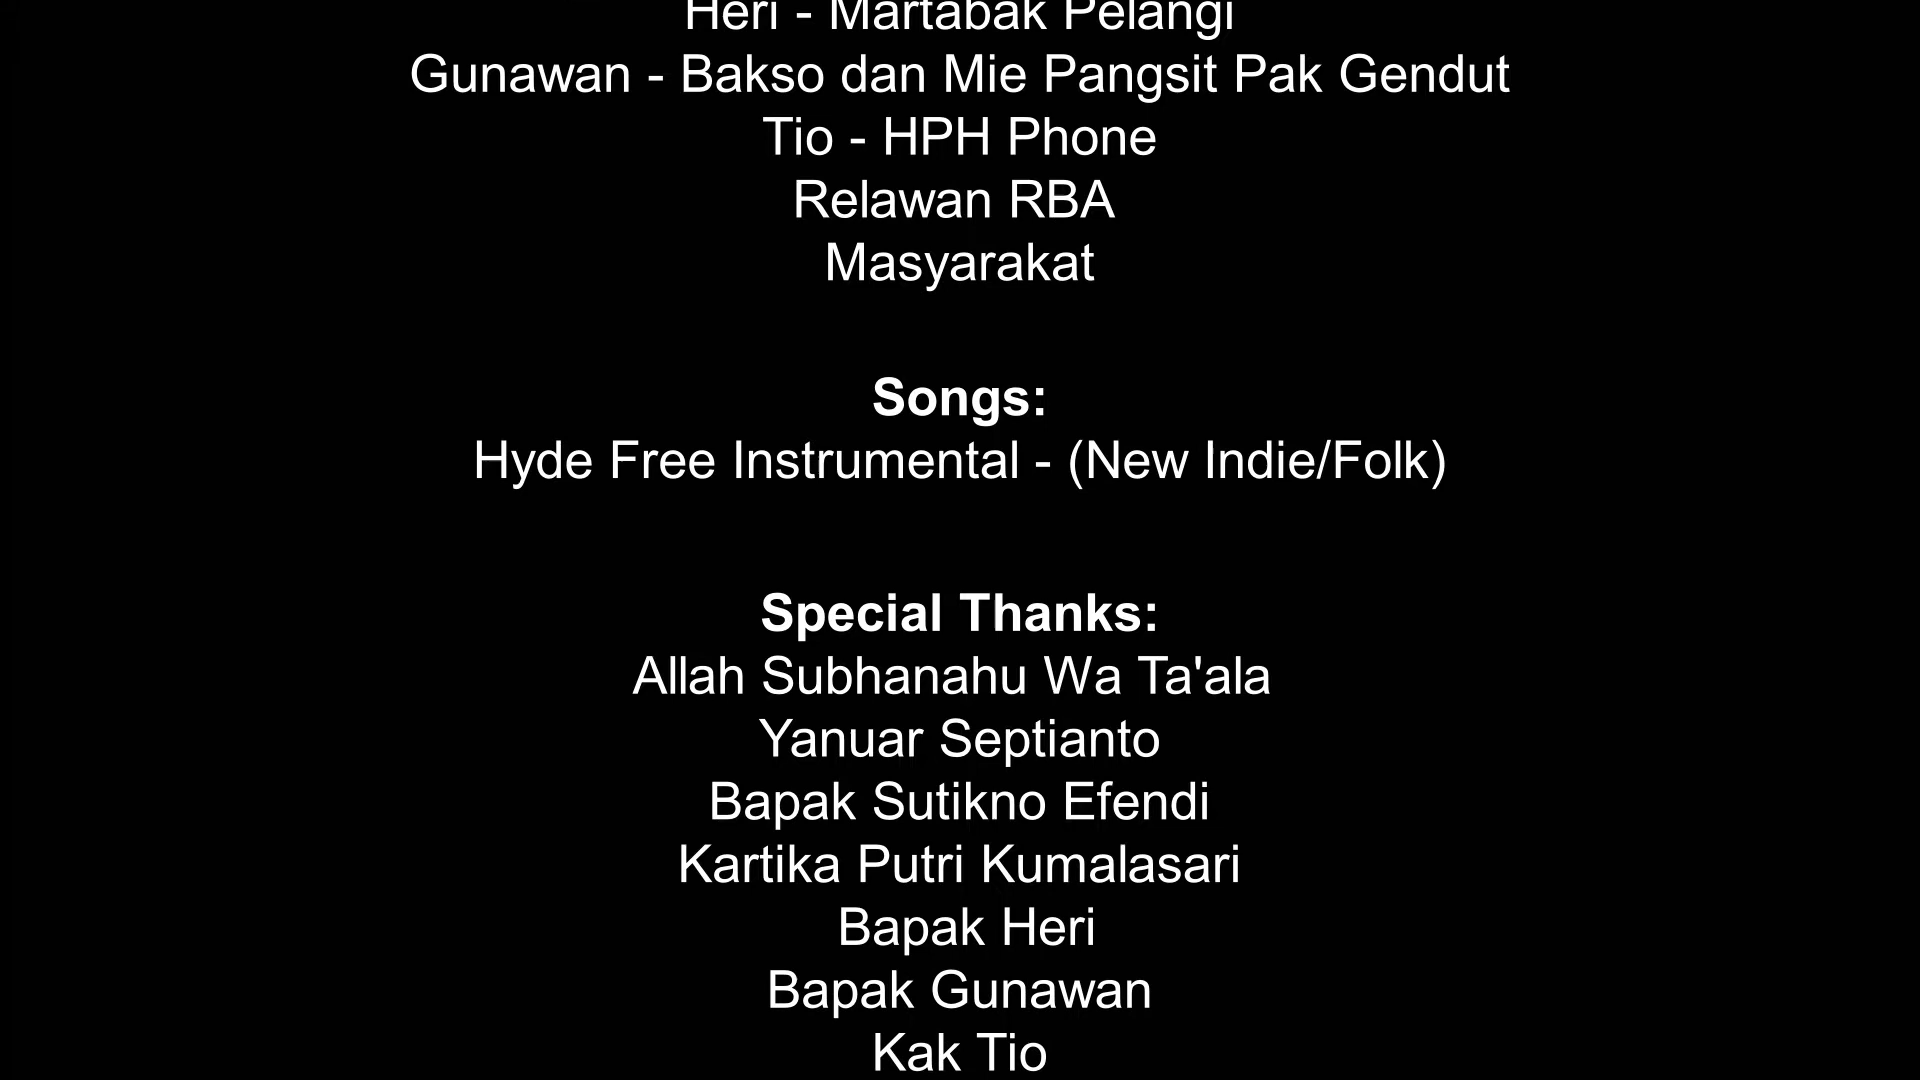 Heri - Martabak Pelangi
Gunawan - Bakso dan Mie Pangsit Pak Gendut
Tio - HPH Phone
Relawan RBA
Masyarakat
Songs:
Hyde Free Instrumental - (New Indie/Folk)
Special Thanks:
Allah Subhanahu Wa Ta'ala
Yanuar Septianto
Bapak Sutikno Efendi
Kartika Putri Kumalasari
Bapak Heri
Bapak Gunawan
Kak Tio